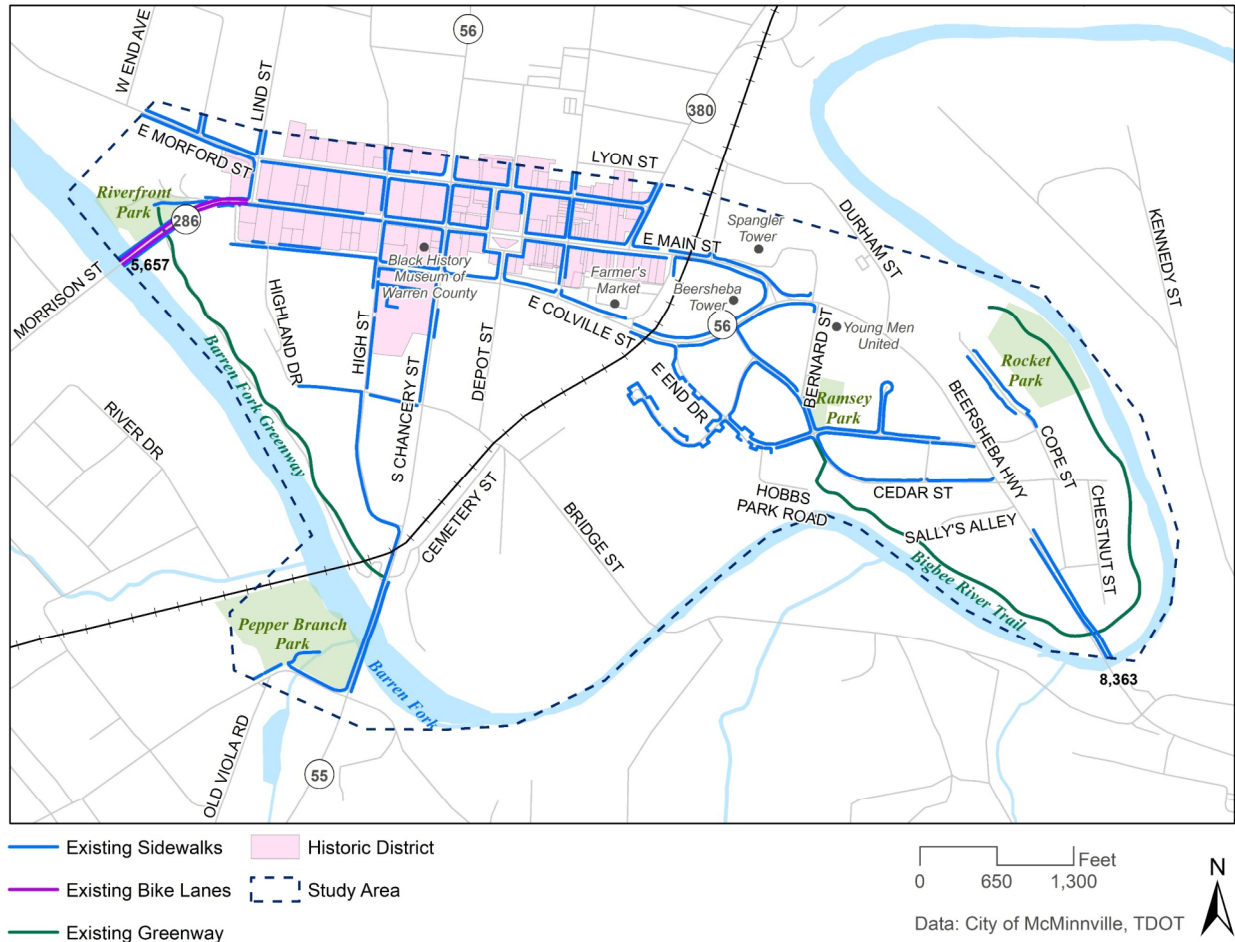 W END AVE
LIND ST
56
380
E MORFORD ST
LYON ST
Riverfront
Park
286
5,657
MORRISON ST
E MAIN ST
Spangler
Tower
DURHAM ST
KENNEDY ST
Black History
Museum of
Warren County
Farmer's
Market
Beersheba
Tower
56
Young Men
United
E COLVILLE ST
HIGHLAND DR
HIGH ST
S CHANCERY ST
DEPOT ST
BERNARD ST
E END DR
Ramsey
Park
Rocket
Park
Barren Fork Greenway
RIVER DR
BEERSHEBA HWY
COPE ST
CEMETERY ST
BRIDGE ST
HOBBS
PARK ROAD
CEDAR ST
SALLY'S ALLEY
CHESTNUT ST
Bigbee River Trail
Pepper Branch
Park
Barren Fork
8,363
OLD VIOLA RD
55
Existing Sidewalks
Historic District
Existing Bike Lanes
Study Area
Existing Greenway
Feet
0 650 1,300
N
Data: City of McMinnville, TDOT